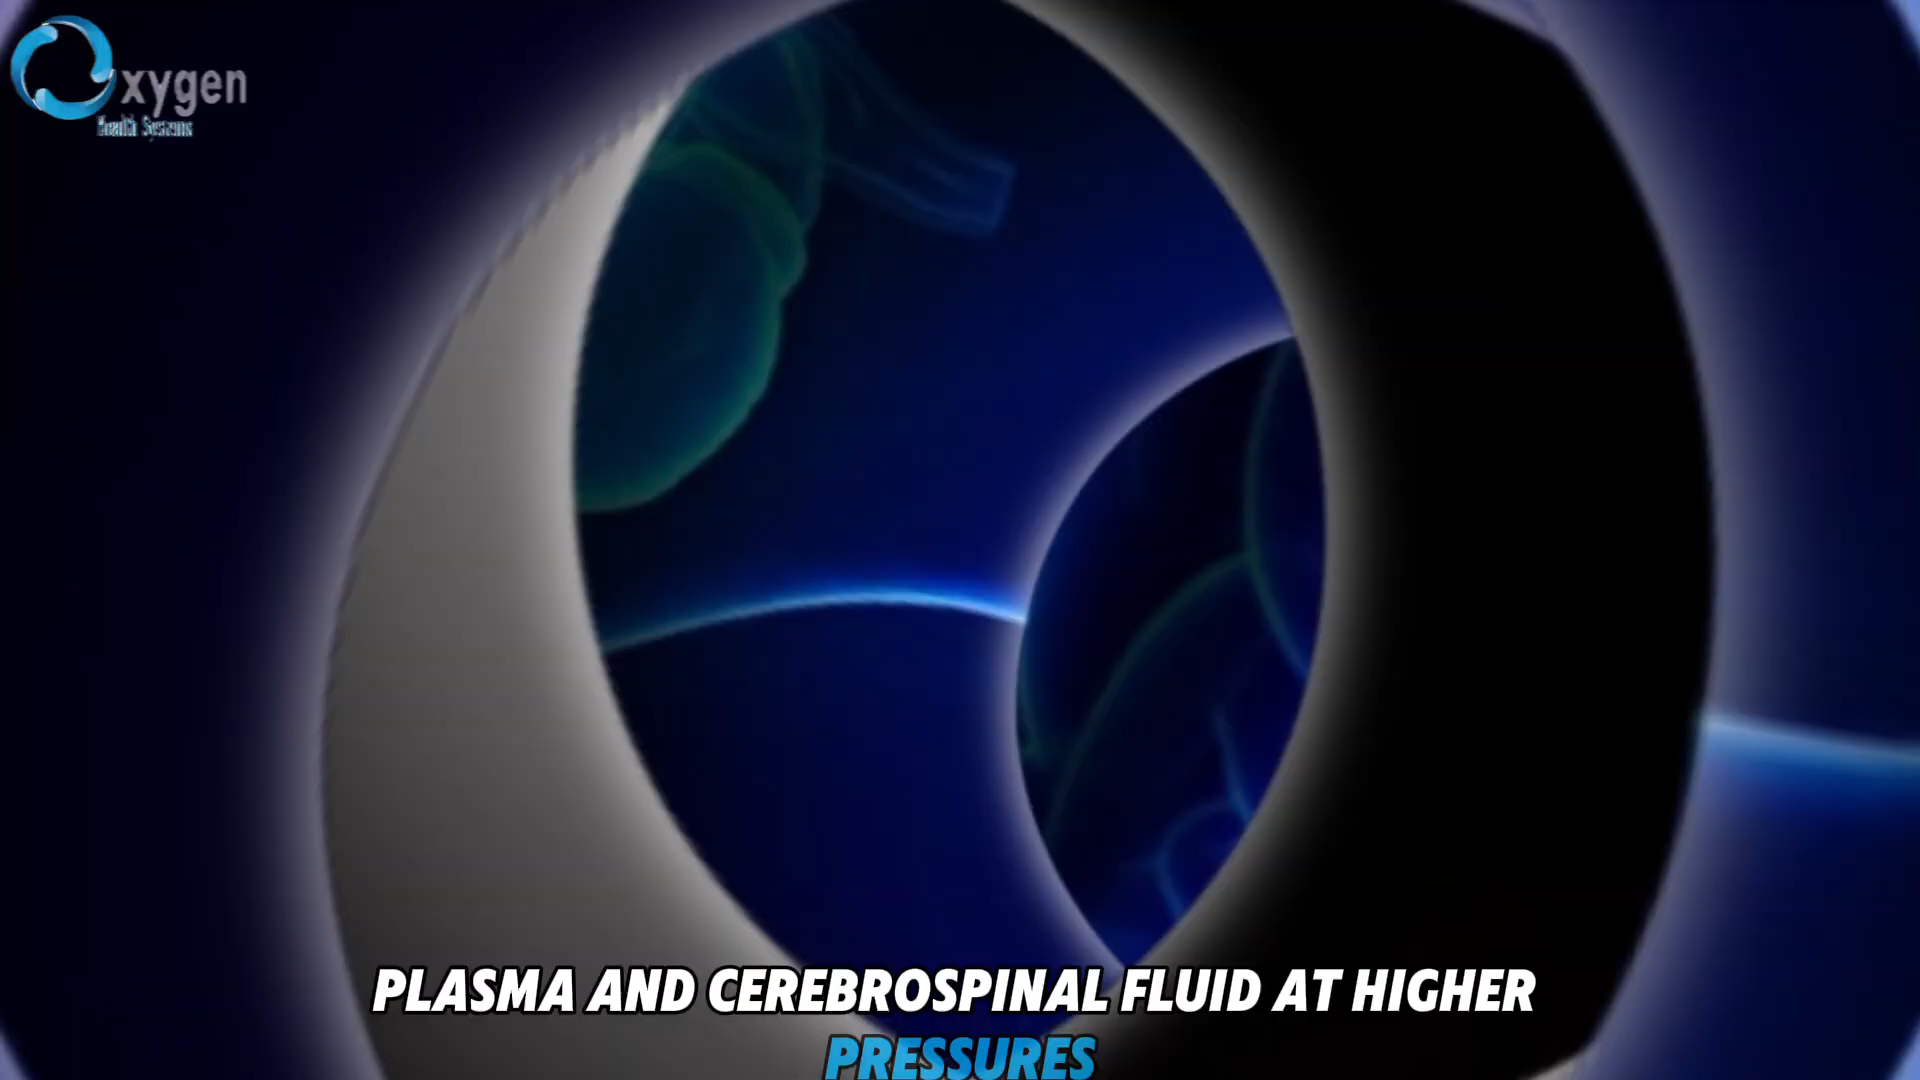 Oxygen
Health Systems
PLASMA AND CEREBROSPINAL FLUID AT HIGHER
PRESSURES